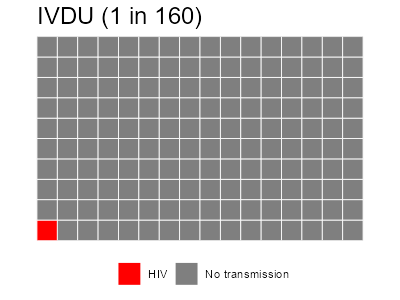 IVDU (1 in 160)
HIV No transmission